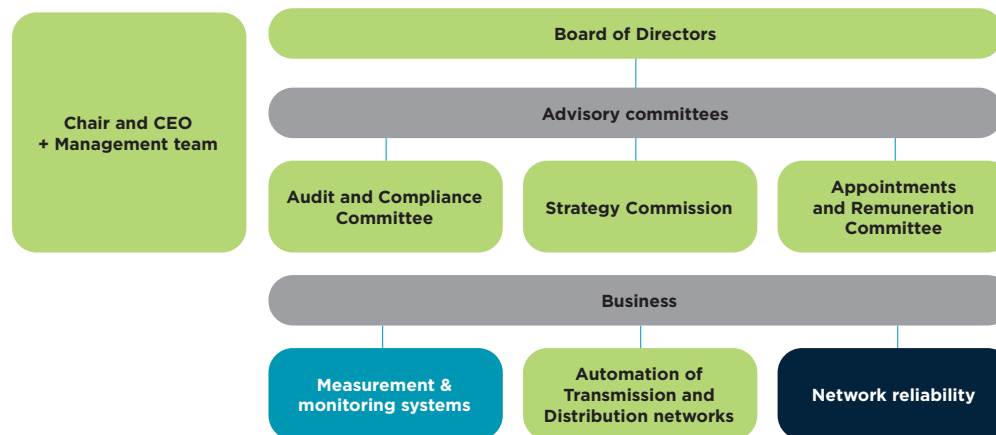 Chair and CEO
+ Management team
Board of Directors
Advisory committees
Audit and Compliance
Committee
Strategy Commission
Appointments
and Remuneration
Committee
Business
Measurement &
monitoring systems
Automation of
Transmission and
Distribution networks
Network reliability